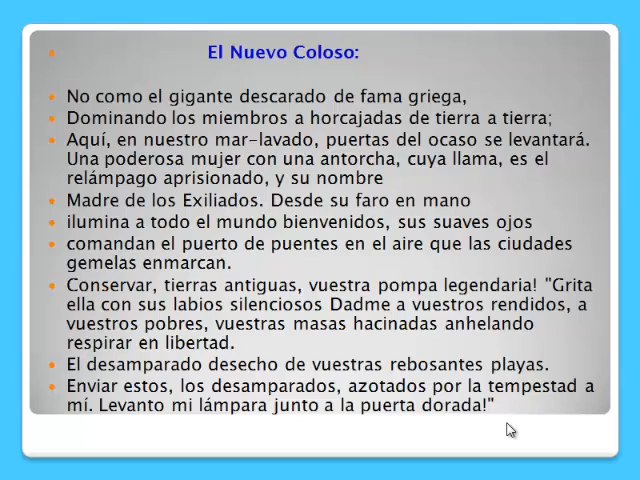 El Nuevo Coloso:
No como el gigante descarado de fama griega,
Dominando los miembros a horcajadas de tierra a tierra;
Aquí, en nuestro mar-lavado, puertas del ocaso se levantará.
Una poderosa mujer con una antorcha, cuya llama, es el
relámpago aprisionado, y su nombre
Madre de los Exiliados. Desde su faro en mano
ilumina a todo el mundo bienvenidos, sus suaves ojos
comandan el puerto de puentes en el aire que las ciudades
gemelas enmarcan.
Conservar, tierras antiguas, vuestra pompa legendaria! "Grita
ella con sus labios silenciosos Dadme a vuestros rendidos, a
vuestros pobres, vuestras masas hacinadas anhelando
respirar en libertad.
El desamparado desecho de vuestras rebosantes playas.
Enviar estos, los desamparados, azotados por la tempestad a
mí. Levanto mi lámpara junto a la puerta dorada!"